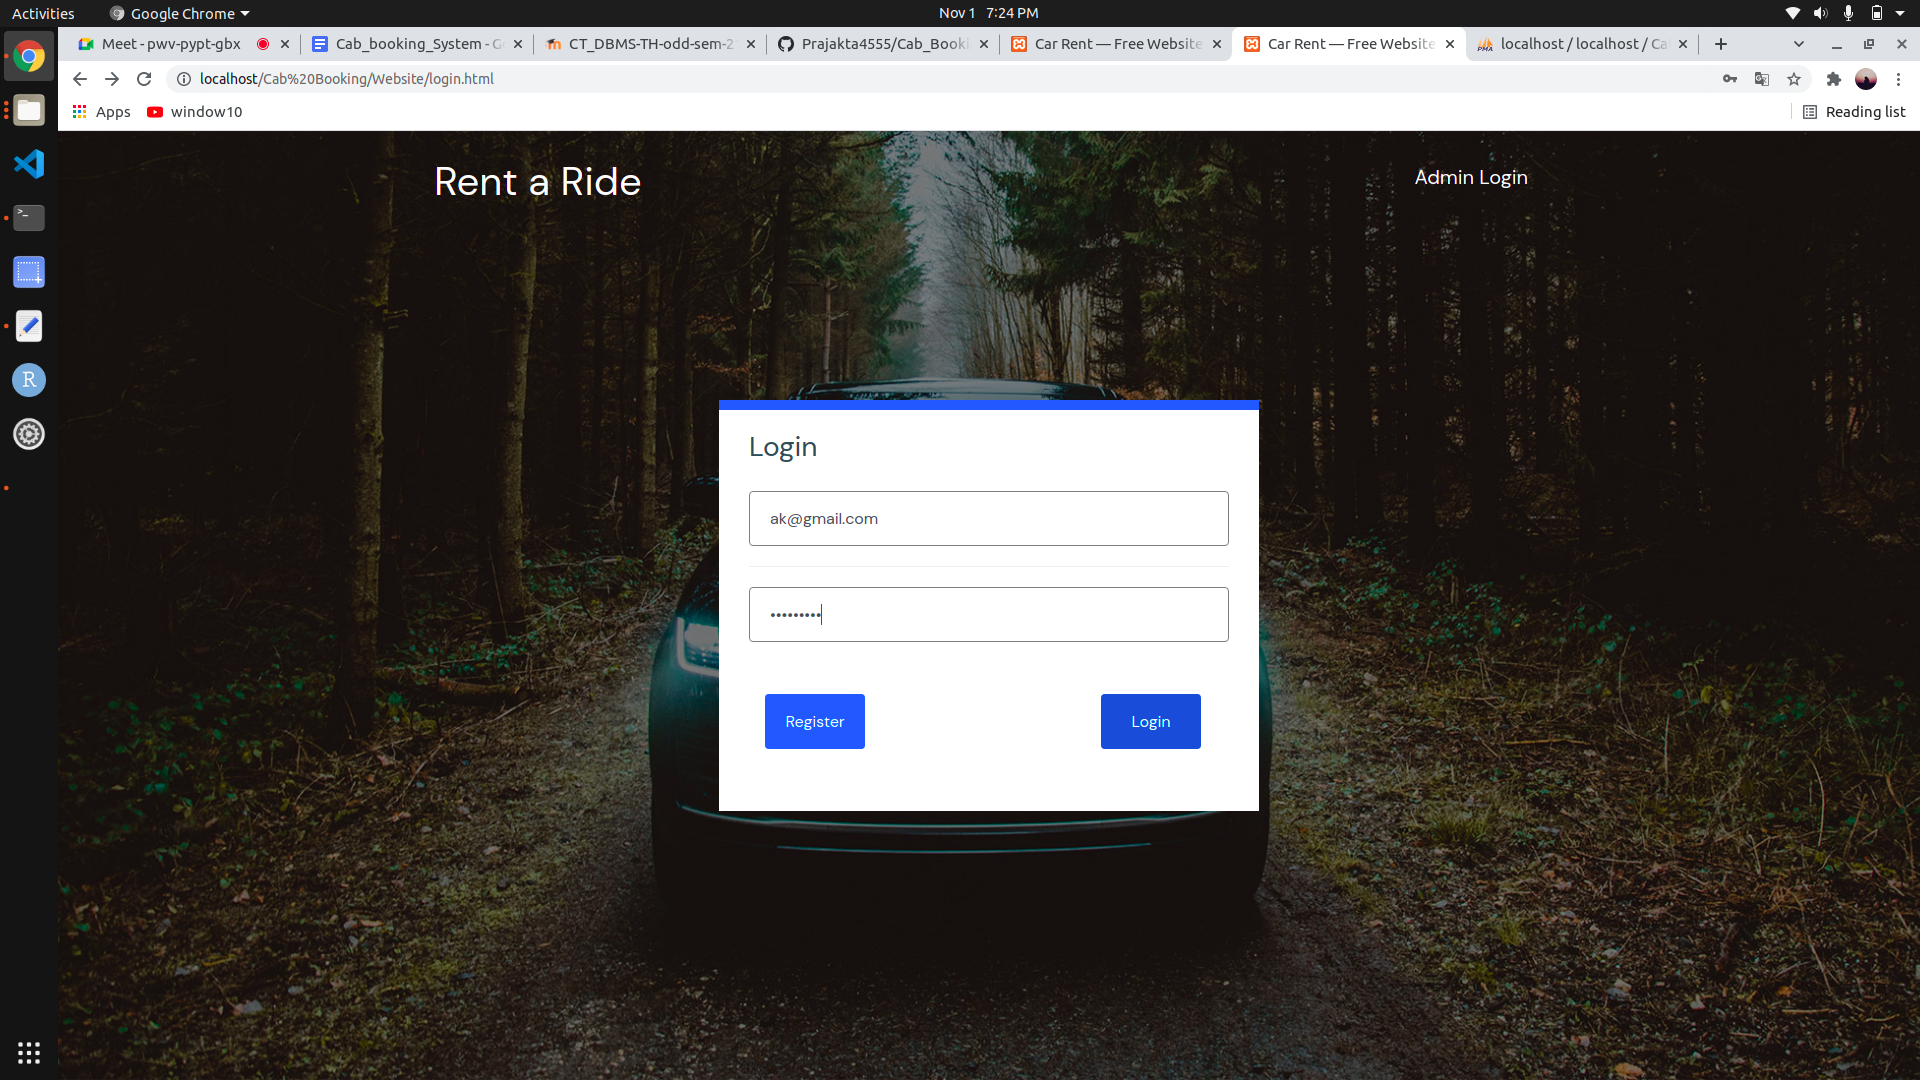 Activities
Google Chrome
Nov 1 7:24 PM
Meet - pwv-pypt-gbx
Cab_booking_System - G
CT_DBMS-TH-odd-sem-2
Prajakta4555/Cab_Booki
Car Rent — Free Website
Car Rent — Free Website
localhost / localhost / Ca
localhost/Cab%20Booking/Website/login.html
Apps
window10
Reading list
Rent a Ride
Admin Login
Login
ak@gmail.com
•••••••••
Register
Login